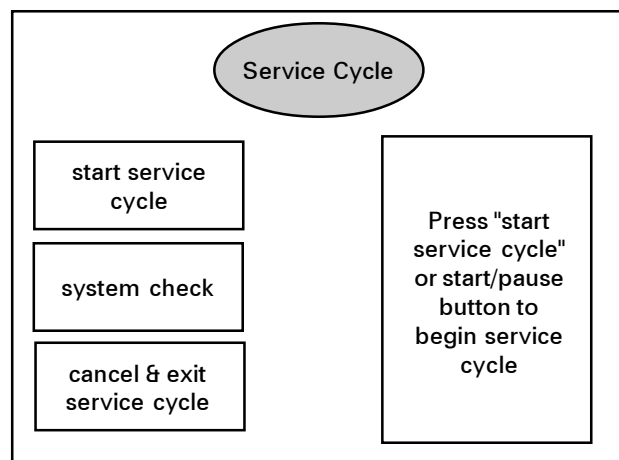 Service Cycle
start service
cycle
system check
cancel & exit
service cycle
Press "start
service cycle"
or start/pause
button to
begin service
cycle